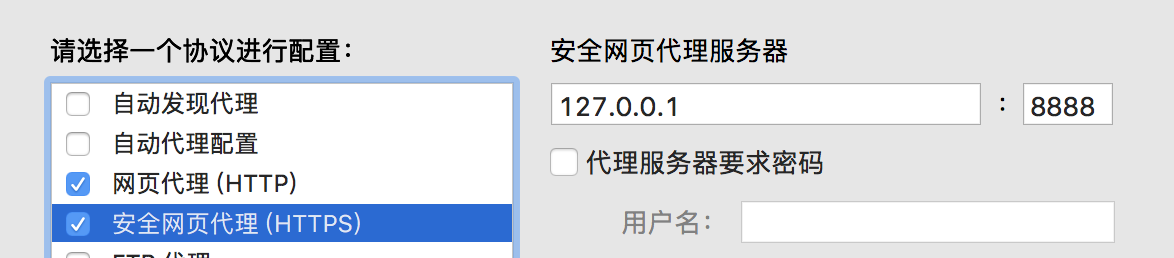 请选择一个协议进行配置：
自动发现代理
自动代理配置
网页代理 (HTTP)
安全网页代理 (HTTPS)
FTP 代理
安全网页代理服务器
127.0.0.1 : 8888
代理服务器要求密码
用户名：